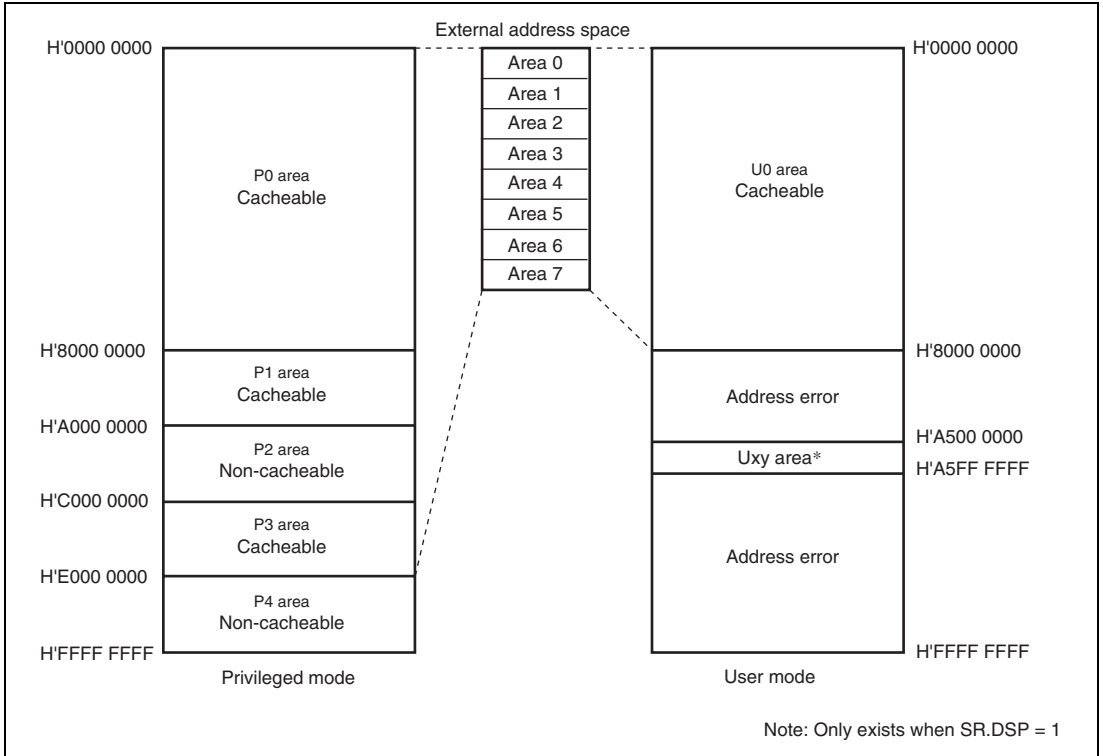 External address space
H'0000 0000
H'0000 0000
Area 0
Area 1
Area 2
Area 3
Area 4
Area 5
Area 6
Area 7
P0 area
Cacheable
U0 area
Cacheable
H'8000 0000
H'8000 0000
P1 area
Cacheable
Address error
H'A000 0000
H'A500 0000
P2 area
Non-cacheable
Uxy area*
H'A5FF FFFF
H'C000 0000
P3 area
Cacheable
Address error
H'E000 0000
P4 area
Non-cacheable
H'FFFF FFFF
H'FFFF FFFF
Privileged mode
User mode
Note: Only exists when SR.DSP = 1